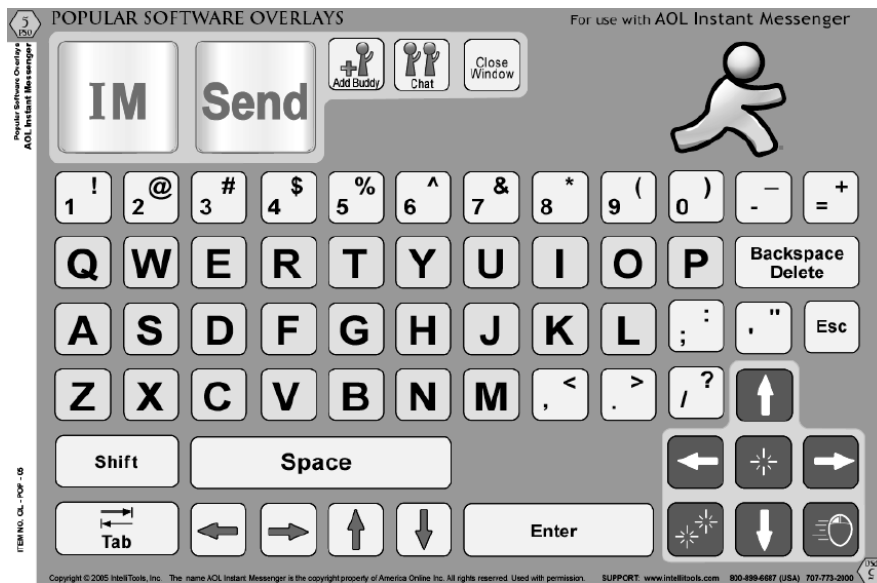 5
PSO
POPULAR SOFTWARE OVERLAYS
For use with AOL Instant Messenger
Popular Software Overlays
AOL Instant Messenger
IM
Send
Add Buddy
Chat
Close
Window
! @ # $ % ^ & * ( ) _ +
1 2 3 4 5 6 7 8 9 0 - =
Q W E R T Y U I O P
Backspace
Delete
A S D F G H J K L ; : ' " Esc
Z X C V B N M , < . > / ?
Shift
Space
Tab
Enter
ITEM NO. OL - POP - 05
Copyright © 2005 IntelliTools, Inc. The name AOL Instant Messenger is the copyright property of America Online Inc. All rights reserved. Used with permission.
SUPPORT: www.intellitools.com 800-899-6687 (USA) 707-773-2000
PSO
5